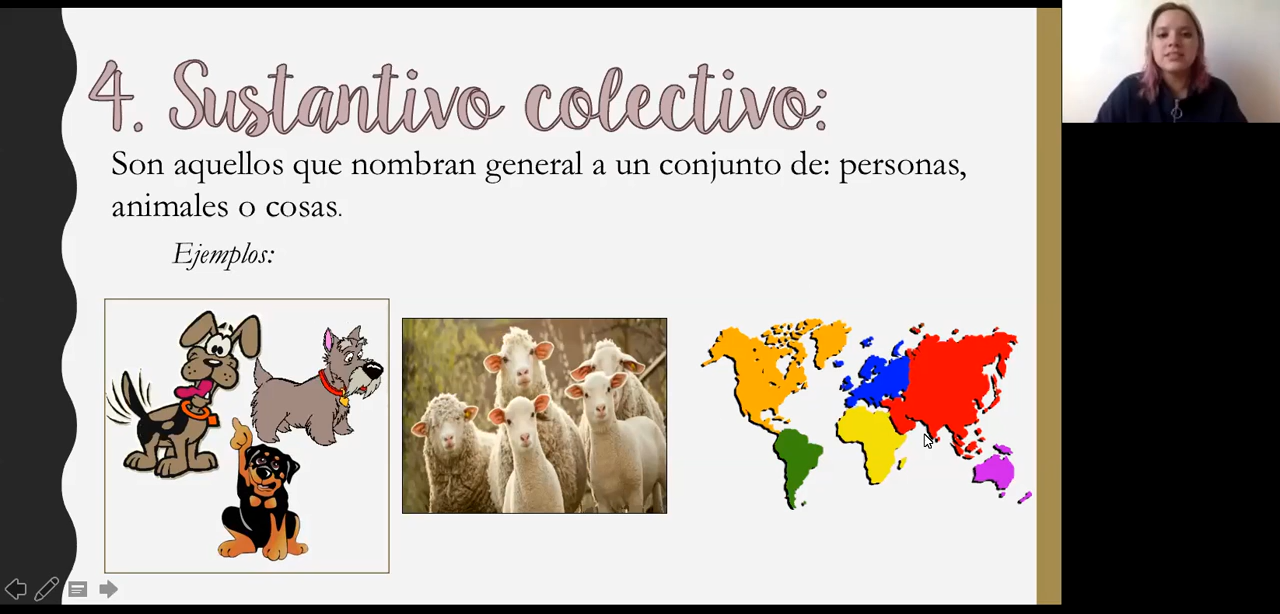 4. Sustantivo colectivo:
Son aquellos que nombran general a un conjunto de: personas,
animales o cosas.
Ejemplos: